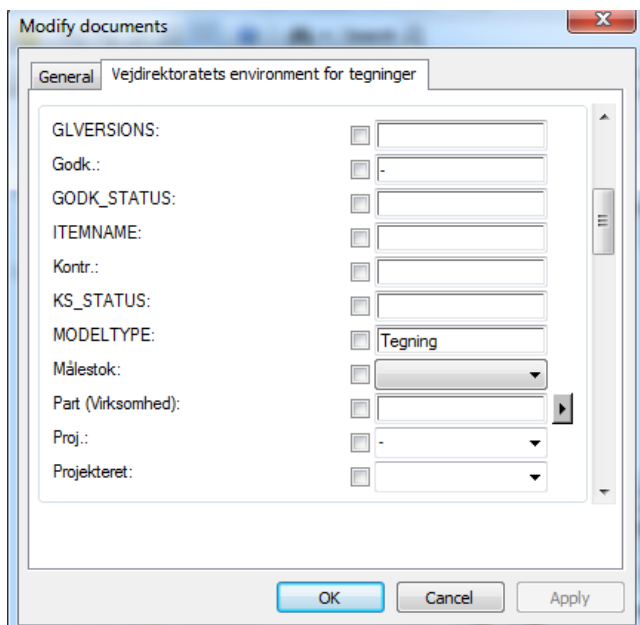 Modify documents
General
Vejdirektoratets environment for tegninger
GLVERSIONS:
Godk.: -
GODK_STATUS:
ITEMNAME:
Kontr.:
KS_STATUS:
MODELTYPE: Tegning
Målestok:
Part (Virksomhed):
Proj.: -
Projekteret:
OK
Cancel
Apply